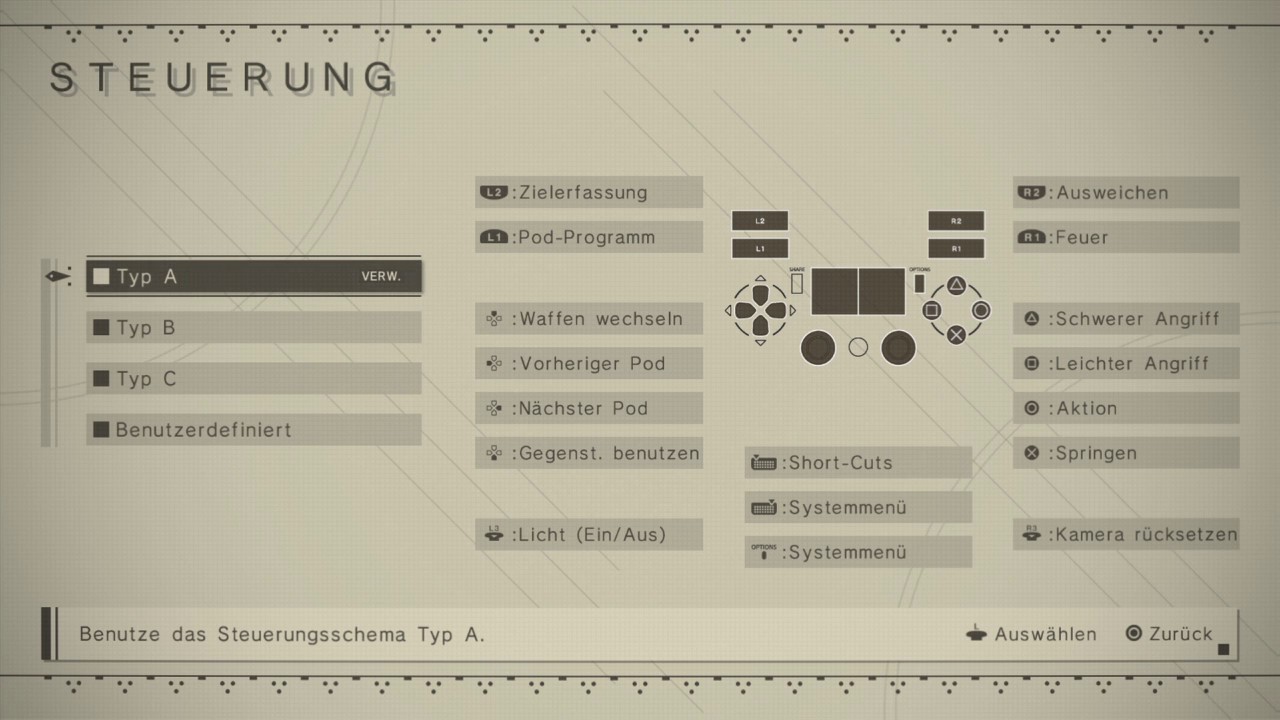 STEUERUNG
Typ A VERW.
Typ B
Typ C
Benutzerdefiniert
L2 :Zielerfassung
L1 :Pod-Programm
:Waffen wechseln
:Vorheriger Pod
:Nächster Pod
:Gegenst. benutzen
L3 :Licht (Ein/Aus)
L2
L1
SHARE
OPTIONS
R2
R1
:Short-Cuts
:Systemmenü
OPTIONS :Systemmenü
R2 :Ausweichen
R1 :Feuer
:Schwerer Angriff
:Leichter Angriff
:Aktion
:Springen
R3 :Kamera rücksetzen
Benutze das Steuerungsschema Typ A.
L Auswählen Zurück